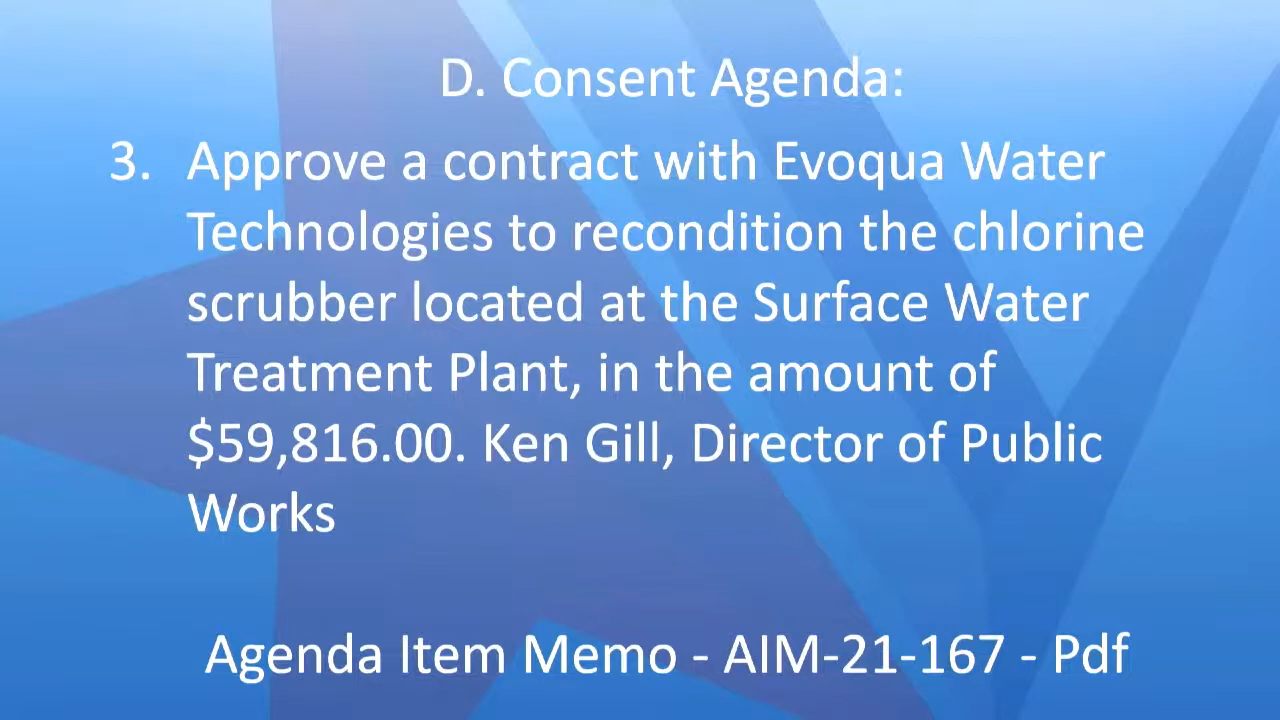 D. Consent Agenda:
3. Approve a contract with Evoqua Water
Technologies to recondition the chlorine
scrubber located at the Surface Water
Treatment Plant, in the amount of
$59,816.00. Ken Gill, Director of Public
Works
Agenda Item Memo - AIM-21-167 - Pdf